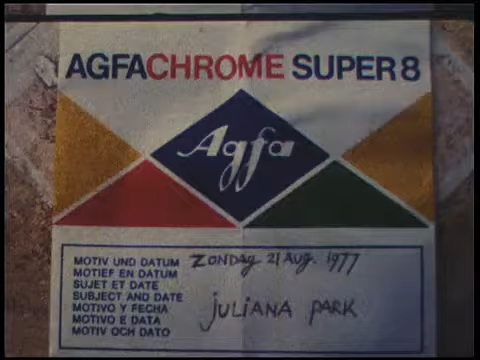 AGFACHROME SUPER 8
Agfa
MOTIV UND DATUM ZONDAG 21 AUG. 1977
MOTIEF EN DATUM
SUJET ET DATE
SUBJECT AND DATE
MOTIVO Y FECHA JULIANA PARK
MOTIVO E DATA
MOTIV OCH DATO